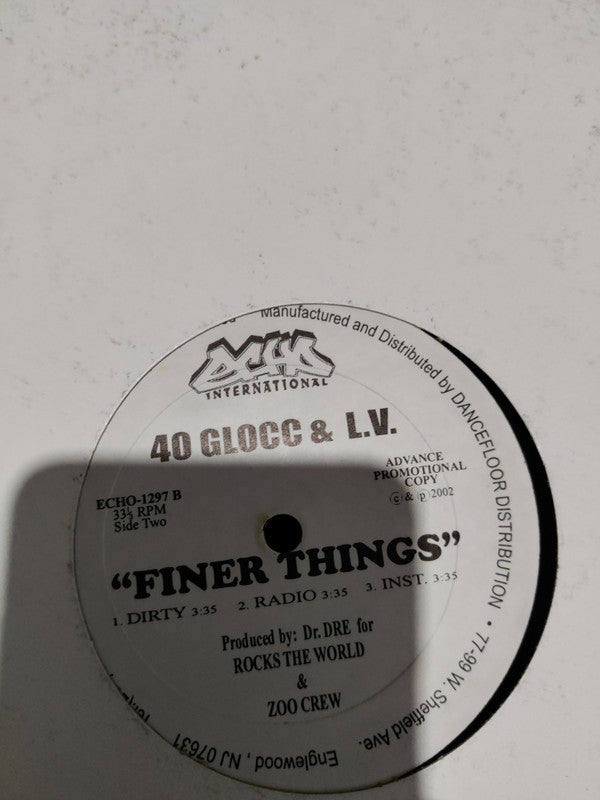 Manufactured and Distributed by DANCEFLOOR DISTRIBUTION • 77-99 W. Sheffield Ave.
Englewood, NJ 07631
ECHO
INTERNATIONAL
40 GLOCC & L.V.
ADVANCE
PROMOTIONAL
COPY
© & ℗ 2002
ECHO-1297 B
33⅓ RPM
Side Two
“FINER THINGS”
1. DIRTY 3:35 2. RADIO 3:35 3. INST. 3:35
Produced by: Dr. DRE for
ROCKS THE WORLD
&
ZOO CREW